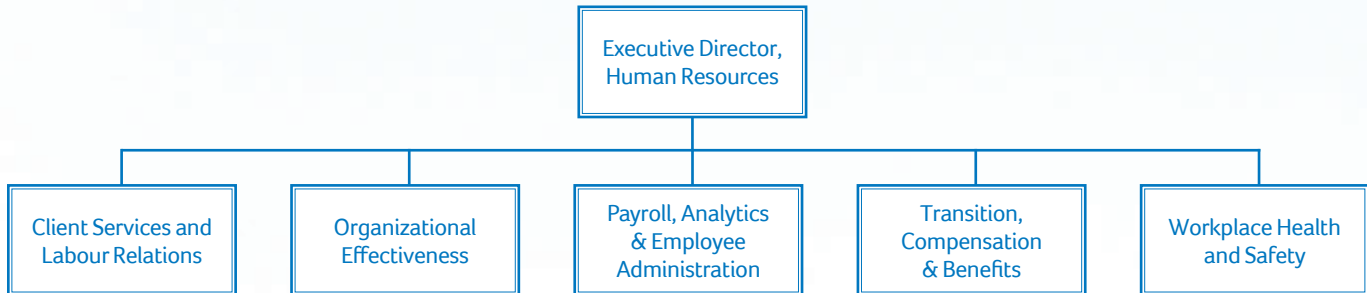 Executive Director,
Human Resources
Client Services and
Labour Relations
Organizational
Effectiveness
Payroll, Analytics
& Employee
Administration
Transition,
Compensation
& Benefits
Workplace Health
and Safety